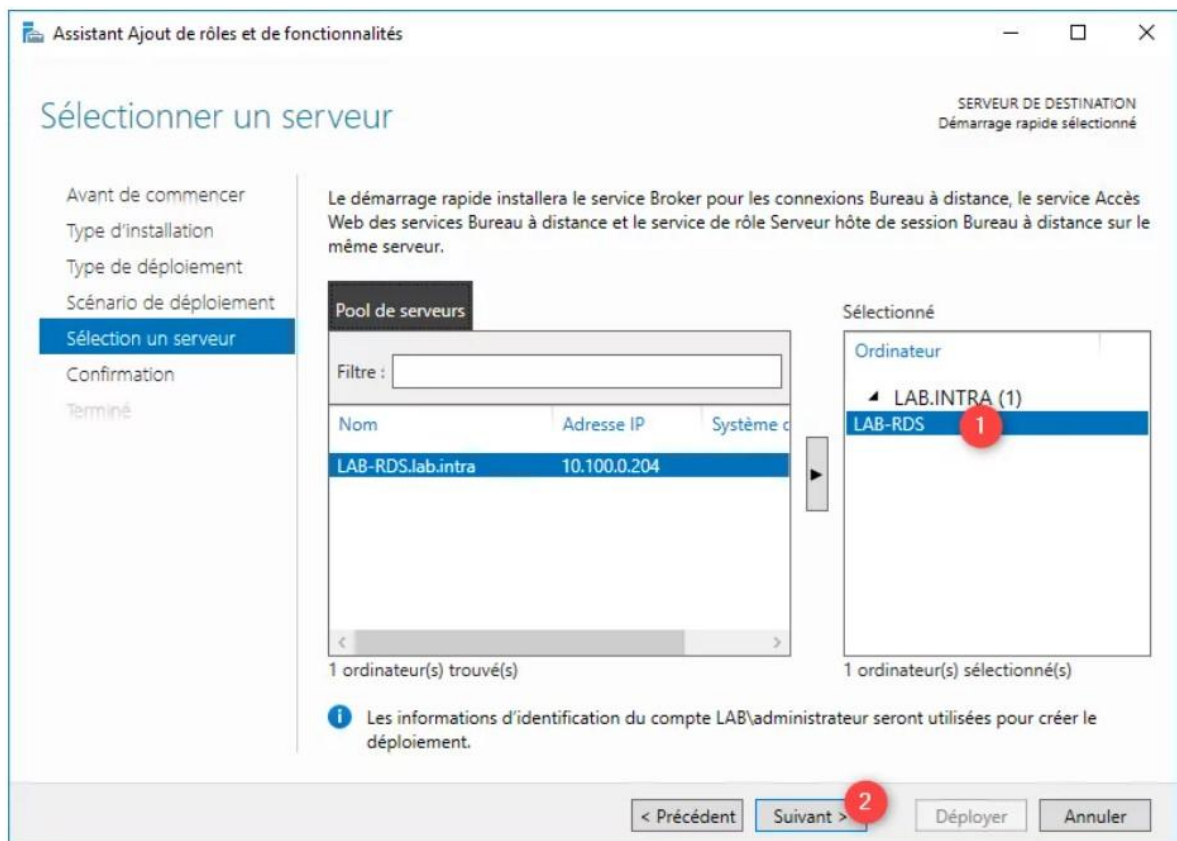 Assistant Ajout de rôles et de fonctionnalités
Sélectionner un serveur
SERVEUR DE DESTINATION
Démarrage rapide sélectionné
Avant de commencer
Type d'installation
Type de déploiement
Scénario de déploiement
Sélection un serveur
Confirmation
Terminé
Le démarrage rapide installera le service Broker pour les connexions Bureau à distance, le service Accès
Web des services Bureau à distance et le service de rôle Serveur hôte de session Bureau à distance sur le
même serveur.
Pool de serveurs
Filtre :
Nom Adresse IP Système d
LAB-RDS.lab.intra 10.100.0.204
1 ordinateur(s) trouvé(s)
Sélectionné
Ordinateur
LAB.INTRA (1)
LAB-RDS 1
1 ordinateur(s) sélectionné(s)
Les informations d'identification du compte LAB\administrateur seront utilisées pour créer le
déploiement.
< Précédent Suivant > 2 Déployer Annuler